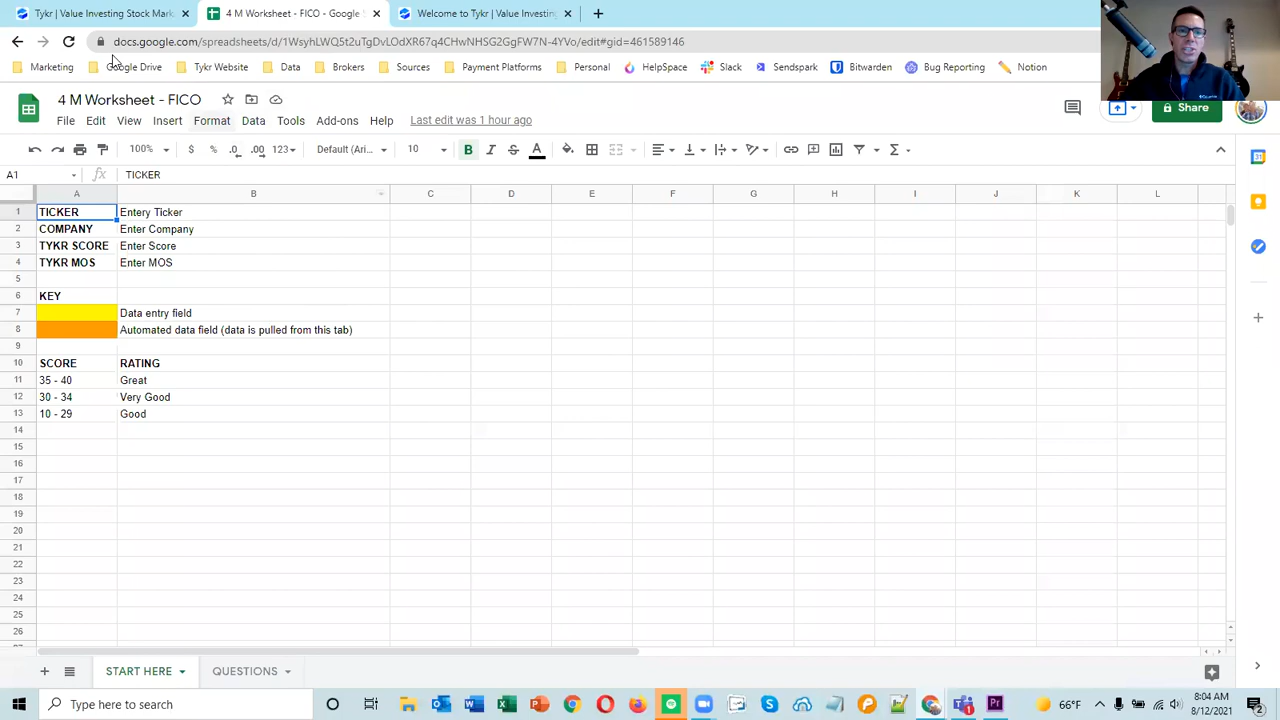 Tykr | Value Investing Stock Mark
4 M Worksheet - FICO - Google
Welcome to Tykr | Value Investing
docs.google.com/spreadsheets/d/1WsyhLWQ5t2uTgDvLOdXR67q4CHwNHPrGgFW7N-4YVo/edit#gid=461589146
Marketing Google Drive Tykr Website Data Brokers Sources Payment Platforms Personal HelpSpace Slack Sendspark Bitwarden Bug Reporting Notion
4 M Worksheet - FICO
File Edit View Insert Format Data Tools Add-ons Help Last edit was 1 hour ago
Share
100% $ % .0 .00 123 Default (Ari... 10 B I S A
A1 fx TICKER
A B C D E F G H I J K L
1 TICKER Entery Ticker
2 COMPANY Enter Company
3 TYKR SCORE Enter Score
4 TYKR MOS Enter MOS
5
6 KEY
7 Data entry field
8 Automated data field (data is pulled from this tab)
9
10 SCORE RATING
11 35 - 40 Great
12 30 - 34 Very Good
13 10 - 29 Good
14
15
16
17
18
19
20
21
22
23
24
25
26
START HERE QUESTIONS
Type here to search
66°F
8:04 AM
8/12/2021